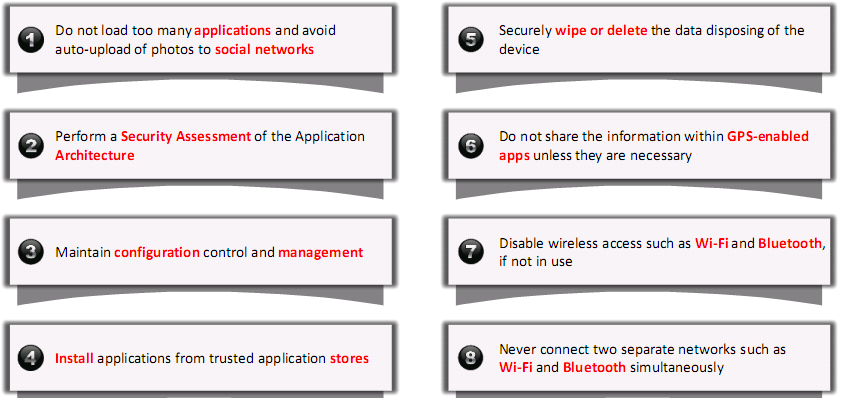 1
Do not load too many applications and avoid
auto-upload of photos to social networks
2
Perform a Security Assessment of the Application
Architecture
3
Maintain configuration control and management
4
Install applications from trusted application stores
5
Securely wipe or delete the data disposing of the
device
6
Do not share the information within GPS-enabled
apps unless they are necessary
7
Disable wireless access such as Wi-Fi and Bluetooth,
if not in use
8
Never connect two separate networks such as
Wi-Fi and Bluetooth simultaneously